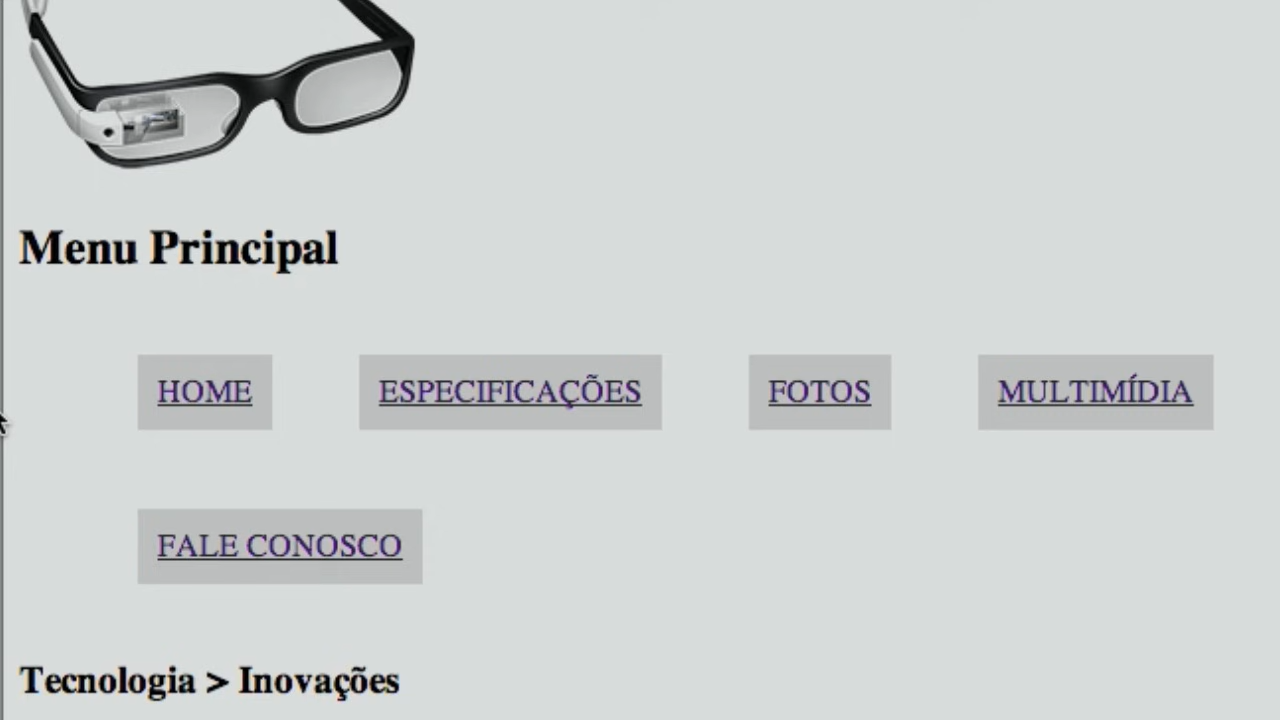 Menu Principal
HOME ESPECIFICAÇÕES FOTOS MULTIMÍDIA
FALE CONOSCO
Tecnologia > Inovações